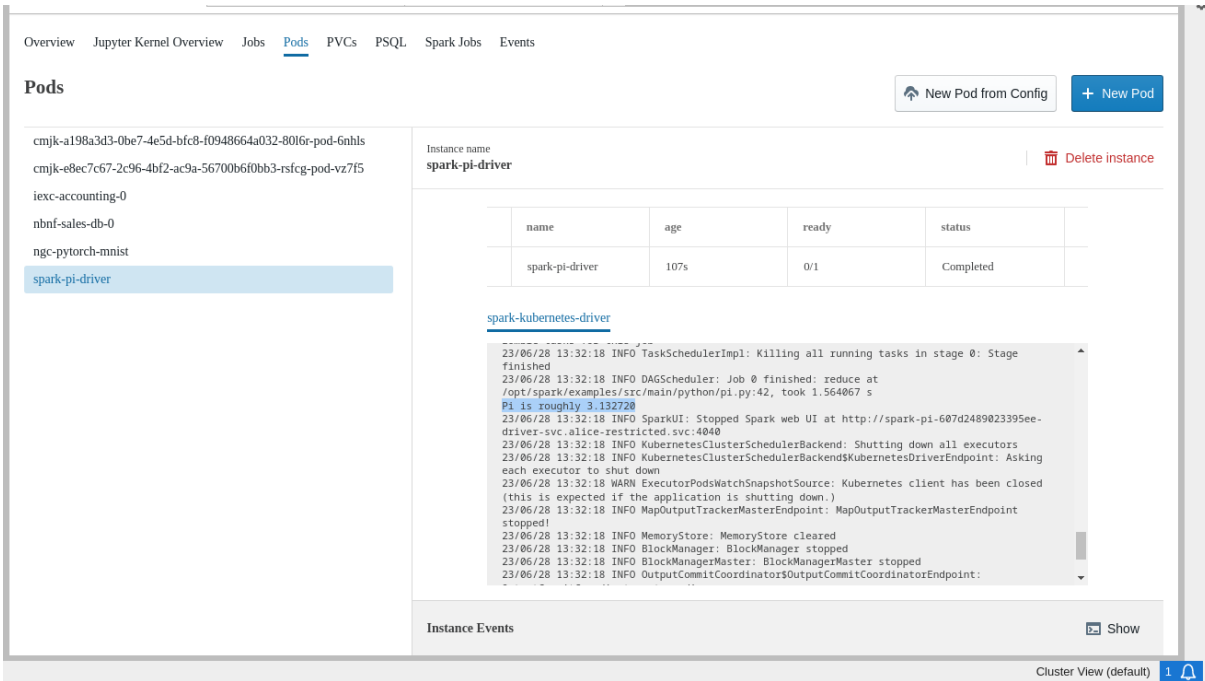 Overview Jupyter Kernel Overview Jobs Pods PVCs PSQL Spark Jobs Events
Pods
New Pod from Config
+ New Pod
cmjk-a198a3d3-0be7-4e5d-bfc8-f0948664a032-80l6r-pod-6nhls
cmjk-e8ec7c67-2c96-4bf2-ac9a-56700b6f0bb3-rsfcg-pod-vz7f5
iexc-accounting-0
nbnf-sales-db-0
ngc-pytorch-mnist
spark-pi-driver
Instance name
spark-pi-driver
Delete instance
name age ready status
spark-pi-driver 107s 0/1 Completed
spark-kubernetes-driver
23/06/28 13:32:18 INFO TaskSchedulerImpl: Killing all running tasks in stage 0: Stage
finished
23/06/28 13:32:18 INFO DAGScheduler: Job 0 finished: reduce at
/opt/spark/examples/src/main/python/pi.py:42, took 1.564067 s
Pi is roughly 3.132720
23/06/28 13:32:18 INFO SparkUI: Stopped Spark web UI at http://spark-pi-607d2489023395ee-
driver-svc.alice-restricted.svc:4040
23/06/28 13:32:18 INFO KubernetesClusterSchedulerBackend: Shutting down all executors
23/06/28 13:32:18 INFO KubernetesClusterSchedulerBackend$KubernetesDriverEndpoint: Asking
each executor to shut down
23/06/28 13:32:18 WARN ExecutorPodsWatchSnapshotSource: Kubernetes client has been closed
(this is expected if the application is shutting down.)
23/06/28 13:32:18 INFO MapOutputTrackerMasterEndpoint: MapOutputTrackerMasterEndpoint
stopped!
23/06/28 13:32:18 INFO MemoryStore: MemoryStore cleared
23/06/28 13:32:18 INFO BlockManager: BlockManager stopped
23/06/28 13:32:18 INFO BlockManagerMaster: BlockManagerMaster stopped
23/06/28 13:32:18 INFO OutputCommitCoordinator$OutputCommitCoordinatorEndpoint:
Instance Events
Show
Cluster View (default) 1